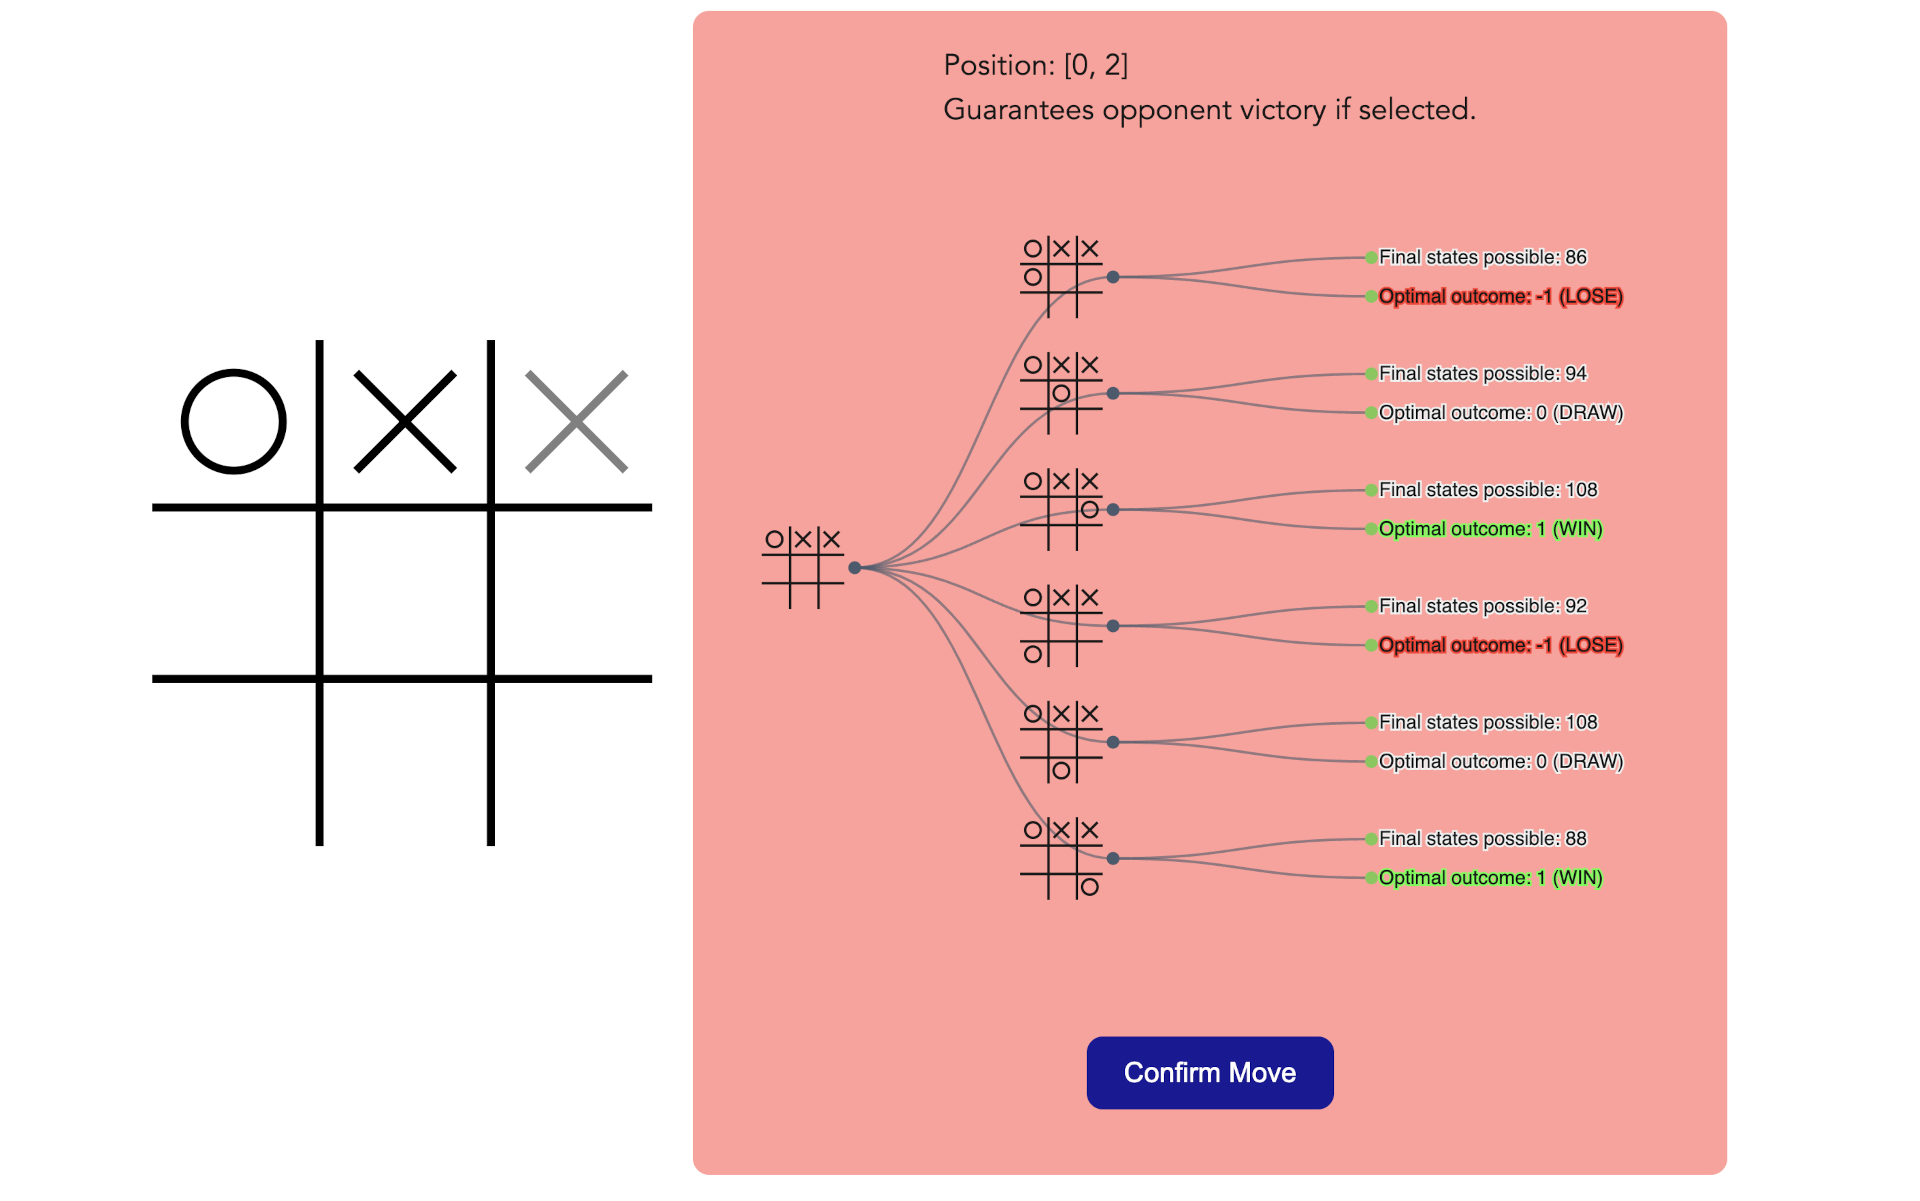 Position: [0, 2]
Guarantees opponent victory if selected.
Final states possible: 86
Optimal outcome: -1 (LOSE)
Final states possible: 94
Optimal outcome: 0 (DRAW)
Final states possible: 108
Optimal outcome: 1 (WIN)
Final states possible: 92
Optimal outcome: -1 (LOSE)
Final states possible: 108
Optimal outcome: 0 (DRAW)
Final states possible: 88
Optimal outcome: 1 (WIN)
Confirm Move